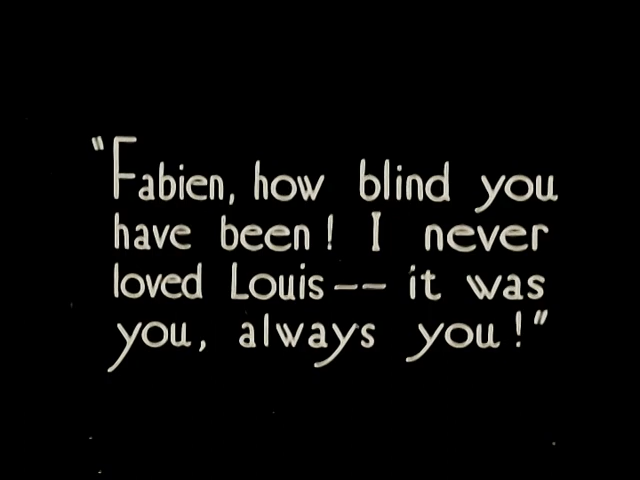 "Fabien, how blind you
have been! I never
loved Louis -- it was
you, always you!"